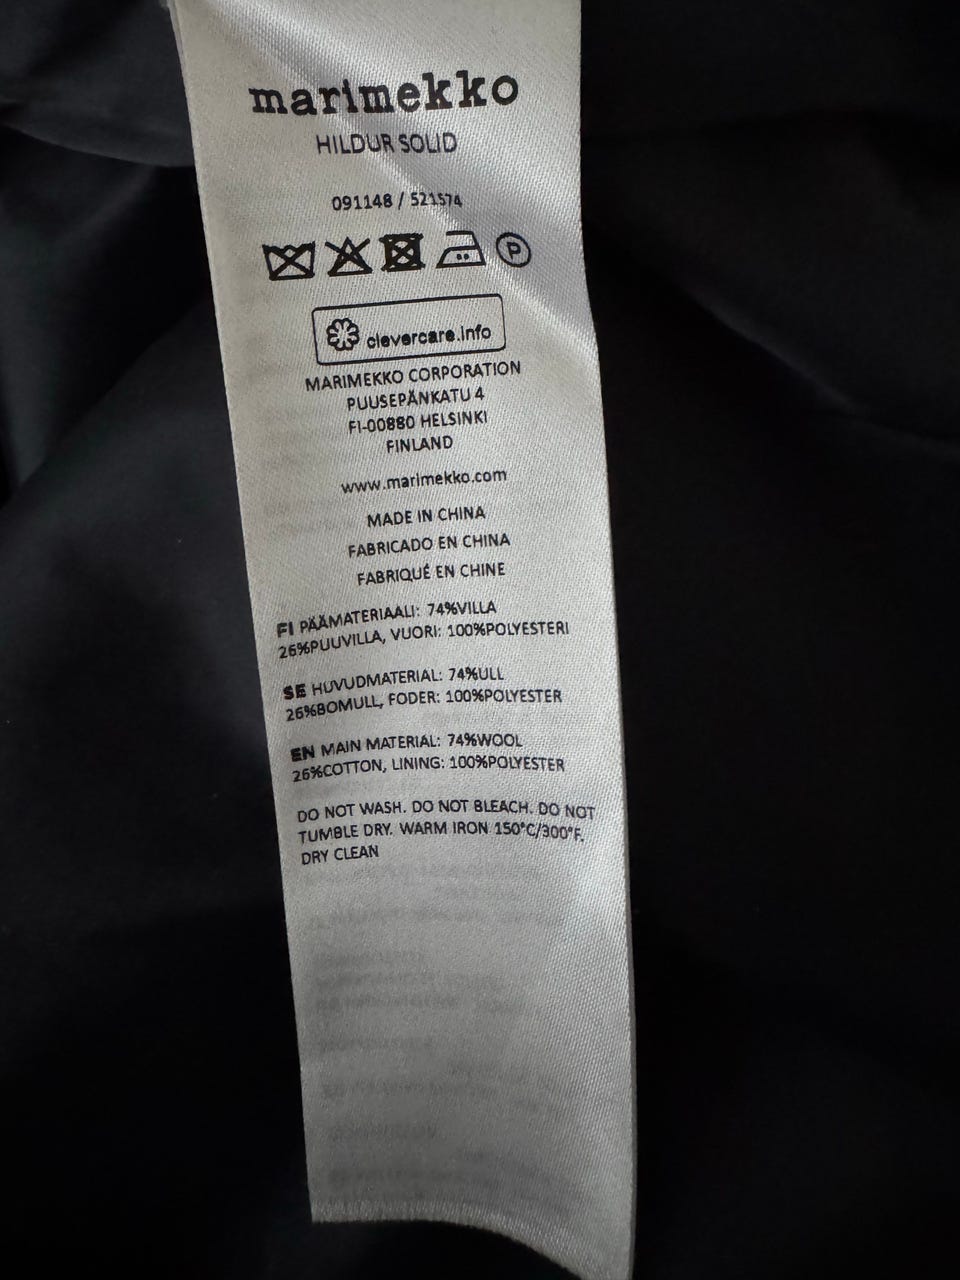 marimekko
HILDUR SOLID
091148 / 521574
P
clevercare.info
MARIMEKKO CORPORATION
PUUSEPÄNKATU 4
FI-00880 HELSINKI
FINLAND
www.marimekko.com
MADE IN CHINA
FABRICADO EN CHINA
FABRIQUÉ EN CHINE
FI PÄÄMATERIAALI: 74%VILLA
26%PUUVILLA, VUORI: 100%POLYESTERI
SE HUVUDMATERIAL: 74%ULL
26%BOMULL, FODER: 100%POLYESTER
EN MAIN MATERIAL: 74%WOOL
26%COTTON, LINING: 100%POLYESTER
DO NOT WASH. DO NOT BLEACH. DO NOT
TUMBLE DRY. WARM IRON 150°C/300°F.
DRY CLEAN